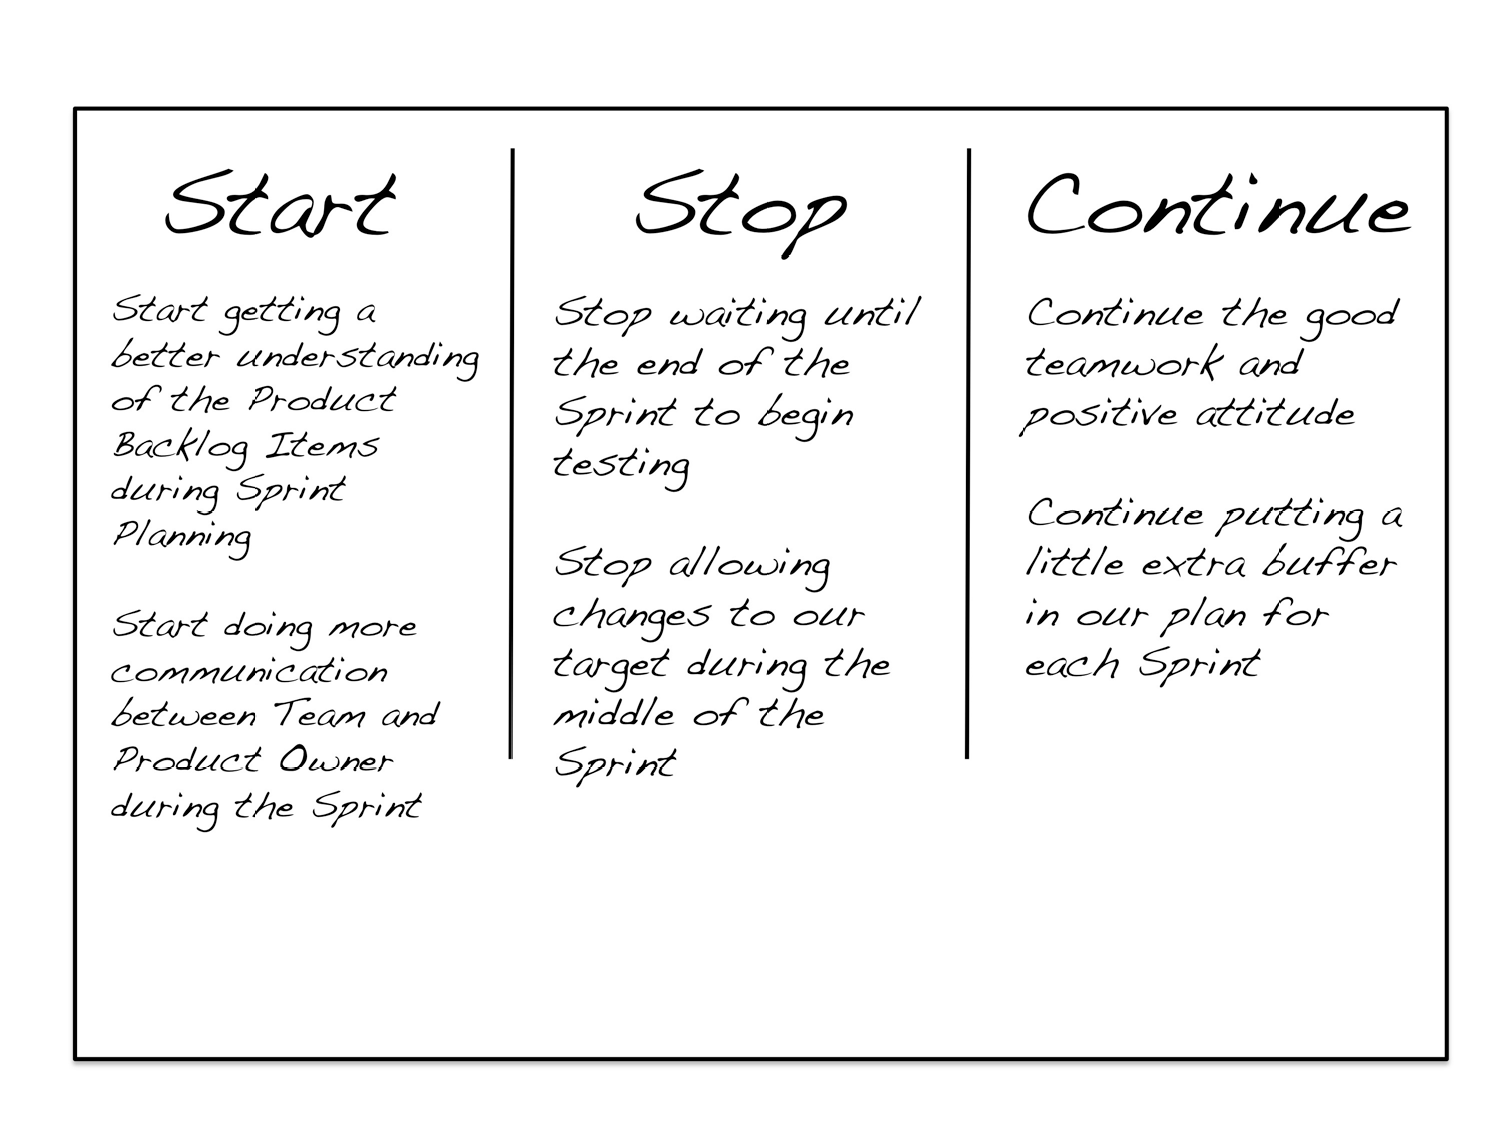 Start
Start getting a
better understanding
of the Product
Backlog Items
during Sprint
Planning
Start doing more
communication
between Team and
Product Owner
during the Sprint
Stop
Stop waiting until
the end of the
Sprint to begin
testing
Stop allowing
changes to our
target during the
middle of the
Sprint
Continue
Continue the good
teamwork and
positive attitude
Continue putting a
little extra buffer
in our plan for
each Sprint